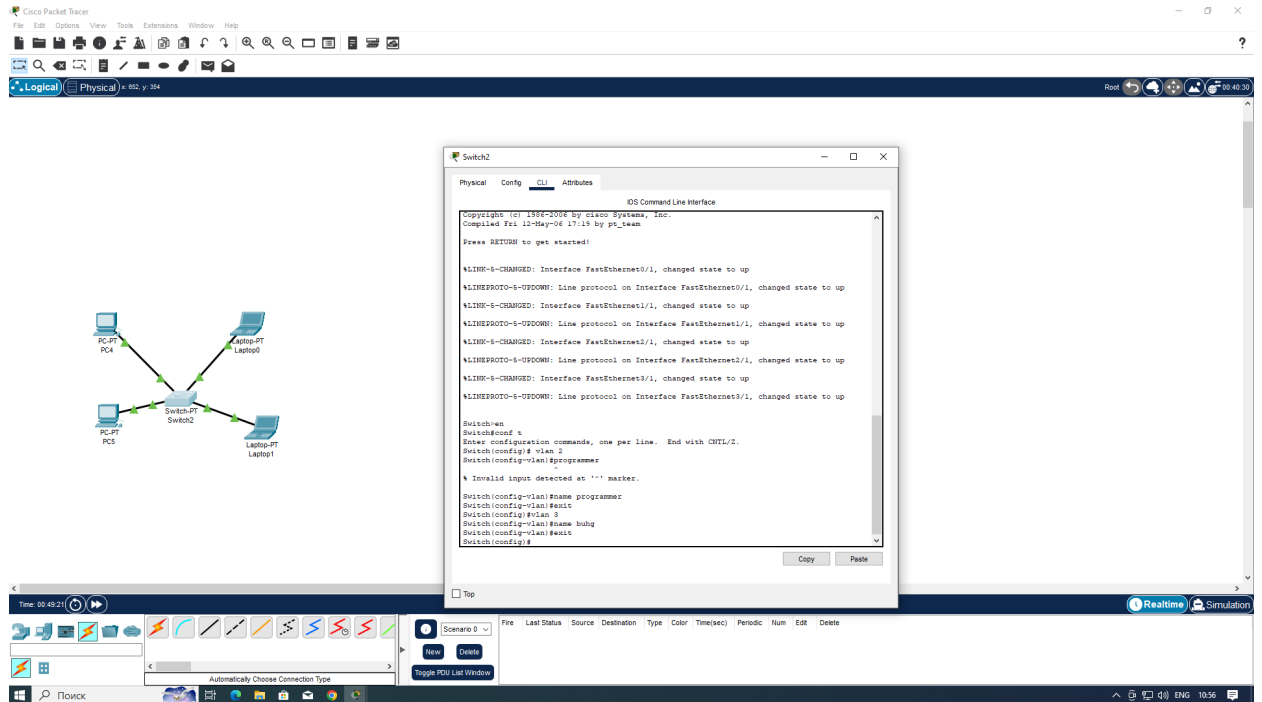 Cisco Packet Tracer
File Edit Options View Tools Extensions Window Help
?
Logical Physical x: 852, y: 354
Root 00:40:30
Switch2
Physical Config CLI Attributes
IOS Command Line Interface
Copyright (c) 1986-2006 by cisco Systems, Inc.
Compiled Fri 12-May-06 17:19 by pt_team
Press RETURN to get started!
%LINK-5-CHANGED: Interface FastEthernet0/1, changed state to up
%LINEPROTO-5-UPDOWN: Line protocol on Interface FastEthernet0/1, changed state to up
%LINK-5-CHANGED: Interface FastEthernet1/1, changed state to up
%LINEPROTO-5-UPDOWN: Line protocol on Interface FastEthernet1/1, changed state to up
%LINK-5-CHANGED: Interface FastEthernet2/1, changed state to up
%LINEPROTO-5-UPDOWN: Line protocol on Interface FastEthernet2/1, changed state to up
%LINK-5-CHANGED: Interface FastEthernet3/1, changed state to up
%LINEPROTO-5-UPDOWN: Line protocol on Interface FastEthernet3/1, changed state to up
Switch>en
Switch#conf t
Enter configuration commands, one per line. End with CNTL/Z.
Switch(config)# vlan 2
Switch(config-vlan)#programmer
^
% Invalid input detected at '^' marker.
Switch(config-vlan)#name programmer
Switch(config-vlan)#exit
Switch(config)#vlan 3
Switch(config-vlan)#name buhg
Switch(config-vlan)#exit
Switch(config)#
Copy Paste
Top
PC-PT
PC4
Laptop-PT
Laptop0
Switch-PT
Switch2
PC-PT
PC5
Laptop-PT
Laptop1
Time: 00:49:21
Realtime Simulation
Scenario 0
New Delete
Toggle PDU List Window
Fire Last Status Source Destination Type Color Time(sec) Periodic Num Edit Delete
Automatically Choose Connection Type
Поиск
ENG 10:56